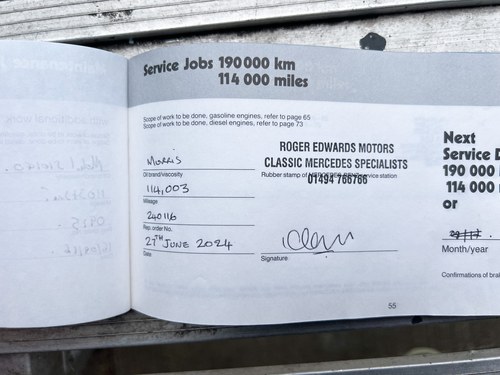 Service Jobs 190 000 km
114 000 miles
Scope of work to be done, gasoline engines, refer to page 65
Scope of work to be done, diesel engines, refer to page 73
Morris
Oil brand/viscosity
114,003
Mileage
240116
Rep. order No.
27TH JUNE 2024
Date
ROGER EDWARDS MOTORS
CLASSIC MERCEDES SPECIALISTS
Rubber stamp of service station
01494 766766
Signature
55
Next
Service D
190 000
114 000
or
Month/year
Confirmations of brak